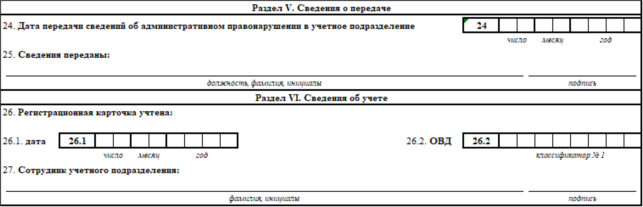 Раздел V. Сведения о передаче
24. Дата передачи сведений об административном правонарушении в учетное подразделение 24
число месяц год
25. Сведения переданы:
должность, фамилия, инициалы подпись
Раздел VI. Сведения об учете
26. Регистрационная карточка учтена:
26.1. дата 26.1 26.2. ОВД 26.2
число месяц год классификатор № 1
27. Сотрудник учетного подразделения:
фамилия, инициалы подпись